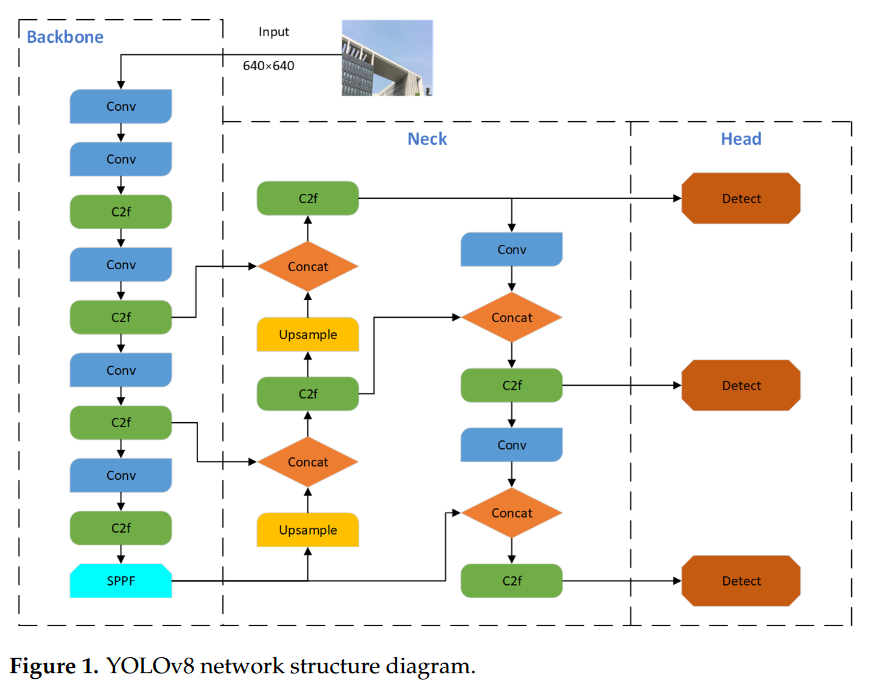 Backbone
Input
640×640
Conv
Conv
C2f
Conv
C2f
Conv
C2f
Conv
C2f
SPPF
Neck
C2f
Concat
Upsample
C2f
Concat
Upsample
Conv
Concat
C2f
Conv
Concat
C2f
Head
Detect
Detect
Detect
Figure 1. YOLOv8 network structure diagram.